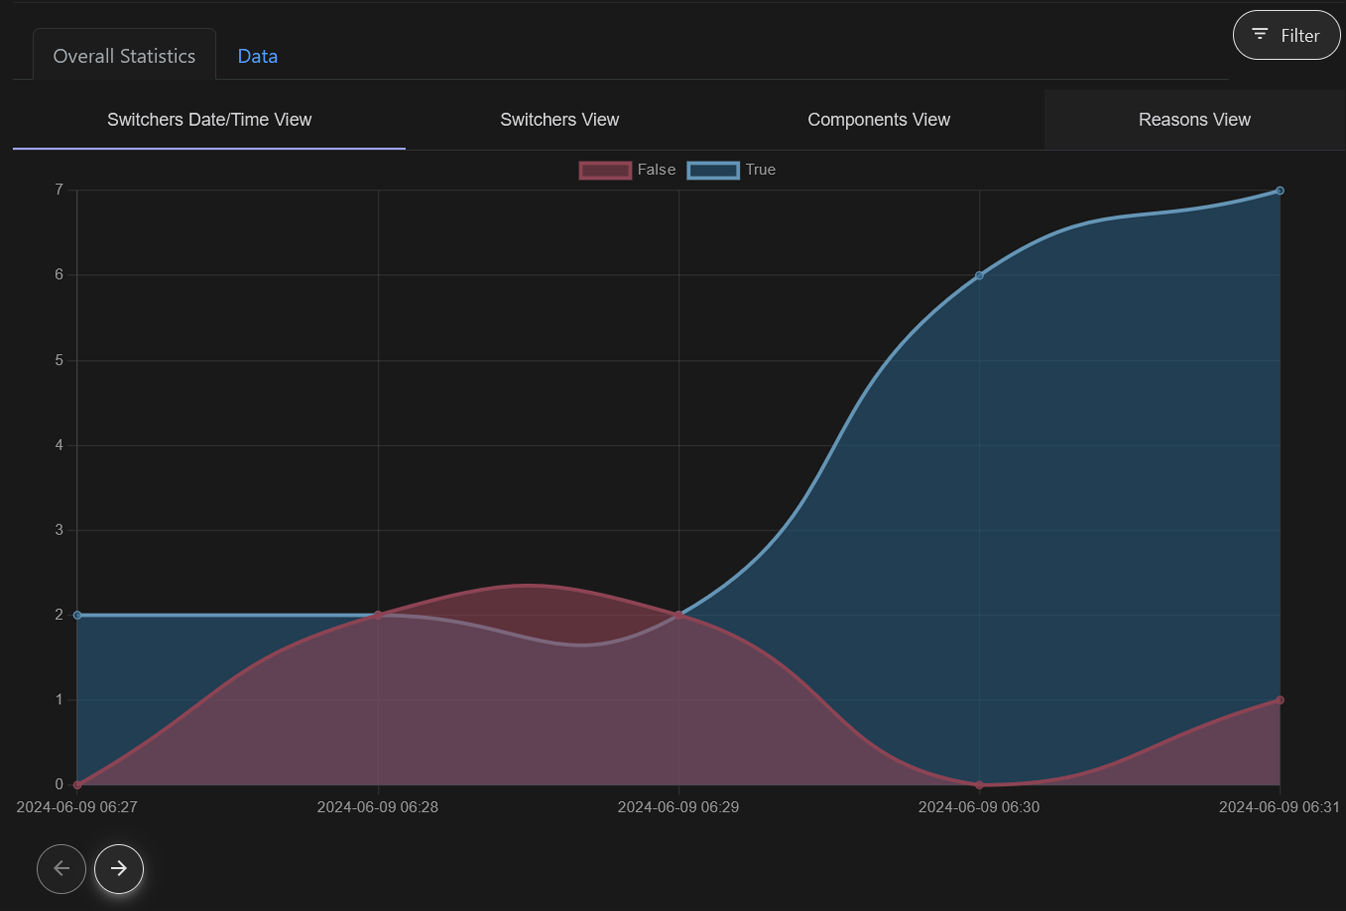 Filter
Overall Statistics Data
Switchers Date/Time View Switchers View Components View Reasons View
False True
7
6
5
4
3
2
1
0
2024-06-09 06:27 2024-06-09 06:28 2024-06-09 06:29 2024-06-09 06:30 2024-06-09 06:31